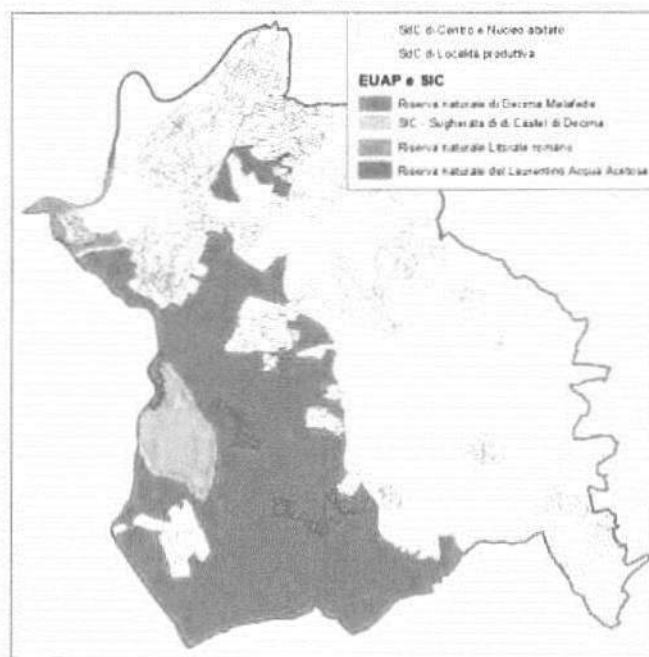 SdC di Centro e Nucleo abitato
SdC di Località produttiva
EUAP e SIC
Riserva naturale di Decima Malafede
SIC - Sugherata di di Castel di Decima
Riserva naturale Litorale romano
Riserva naturale del Laurentino Acqua Acetosa